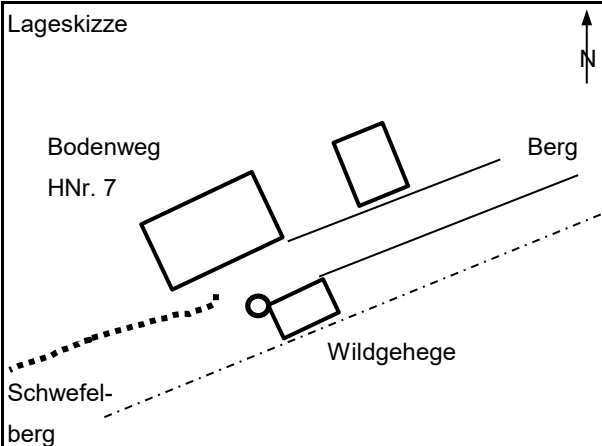 Lageskizze
N
Bodenweg
HNr. 7
Berg
Wildgehege
Schwefel-
berg